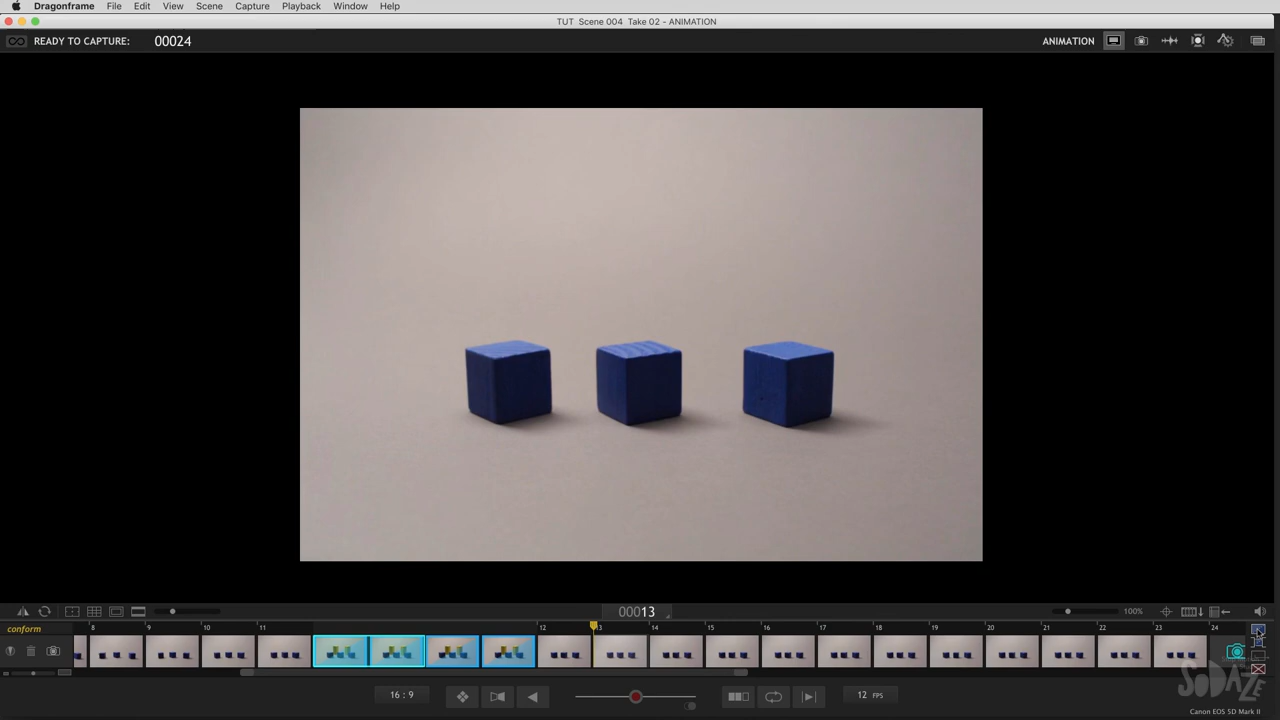 Dragonframe File Edit View Scene Capture Playback Window Help
TUT Scene 004 Take 02 - ANIMATION
READY TO CAPTURE: 00024 ANIMATION
00013 100%
conform 8 9 10 11 12 13 14 15 16 17 18 19 20 21 22 23 24
SODAZE
16 : 9 12 FPS
Canon EOS 5D Mark II